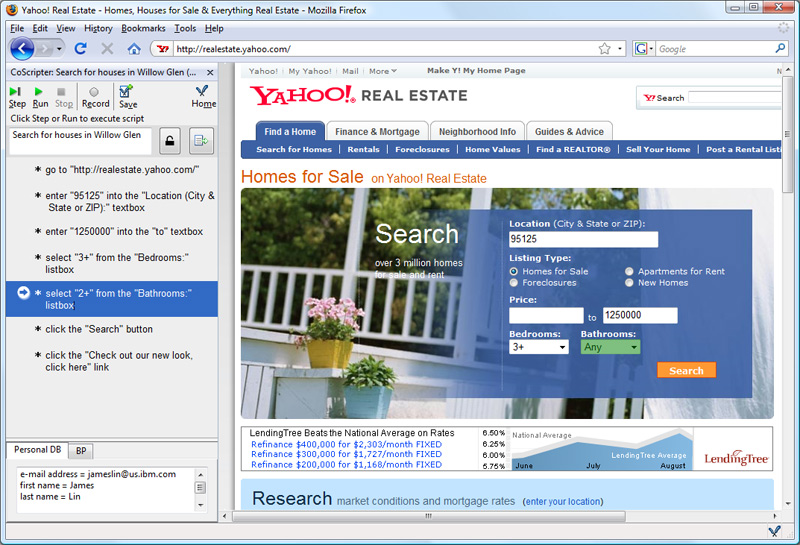 Yahoo! Real Estate - Homes, Houses for Sale & Everything Real Estate - Mozilla Firefox
File Edit View History Bookmarks Tools Help
http://realestate.yahoo.com/
Google
CoScripter: Search for houses in Willow Glen (
Step Run Stop Record Save Home
Click Step or Run to execute script
Search for houses in Willow Glen
* go to "http://realestate.yahoo.com/"
* enter "95125" into the "Location (City &
State or ZIP):" textbox
* enter "1250000" into the "to" textbox
* select "3+" from the "Bedrooms:"
listbox
* select "2+" from the "Bathrooms:"
listbox
* click the "Search" button
* click the "Check out our new look,
click here" link
Personal DB BP
e-mail address = jameslin@us.ibm.com
first name = James
last name = Lin
Yahoo! My Yahoo! Mail More Make Y! My Home Page N
YAHOO! REAL ESTATE
Y! Search
Find a Home Finance & Mortgage Neighborhood Info Guides & Advice
Search for Homes | Rentals | Foreclosures | Home Values | Find a REALTOR® | Sell Your Home | Post a Rental Listi
Homes for Sale on Yahoo! Real Estate
Search
over 3 million homes
for sale and rent
Location (City & State or ZIP):
95125
Listing Type:
Homes for Sale Apartments for Rent
Foreclosures New Homes
Price:
to 1250000
Bedrooms: Bathrooms:
3+ Any
Search
LendingTree Beats the National Average on Rates
Refinance $400,000 for $2,303/month FIXED
Refinance $300,000 for $1,727/month FIXED
Refinance $200,000 for $1,168/month FIXED
6.50%
6.25%
6.00%
5.75%
National Average
LendingTree Average
June July August
LendingTree
Research market conditions and mortgage rates (enter your location)